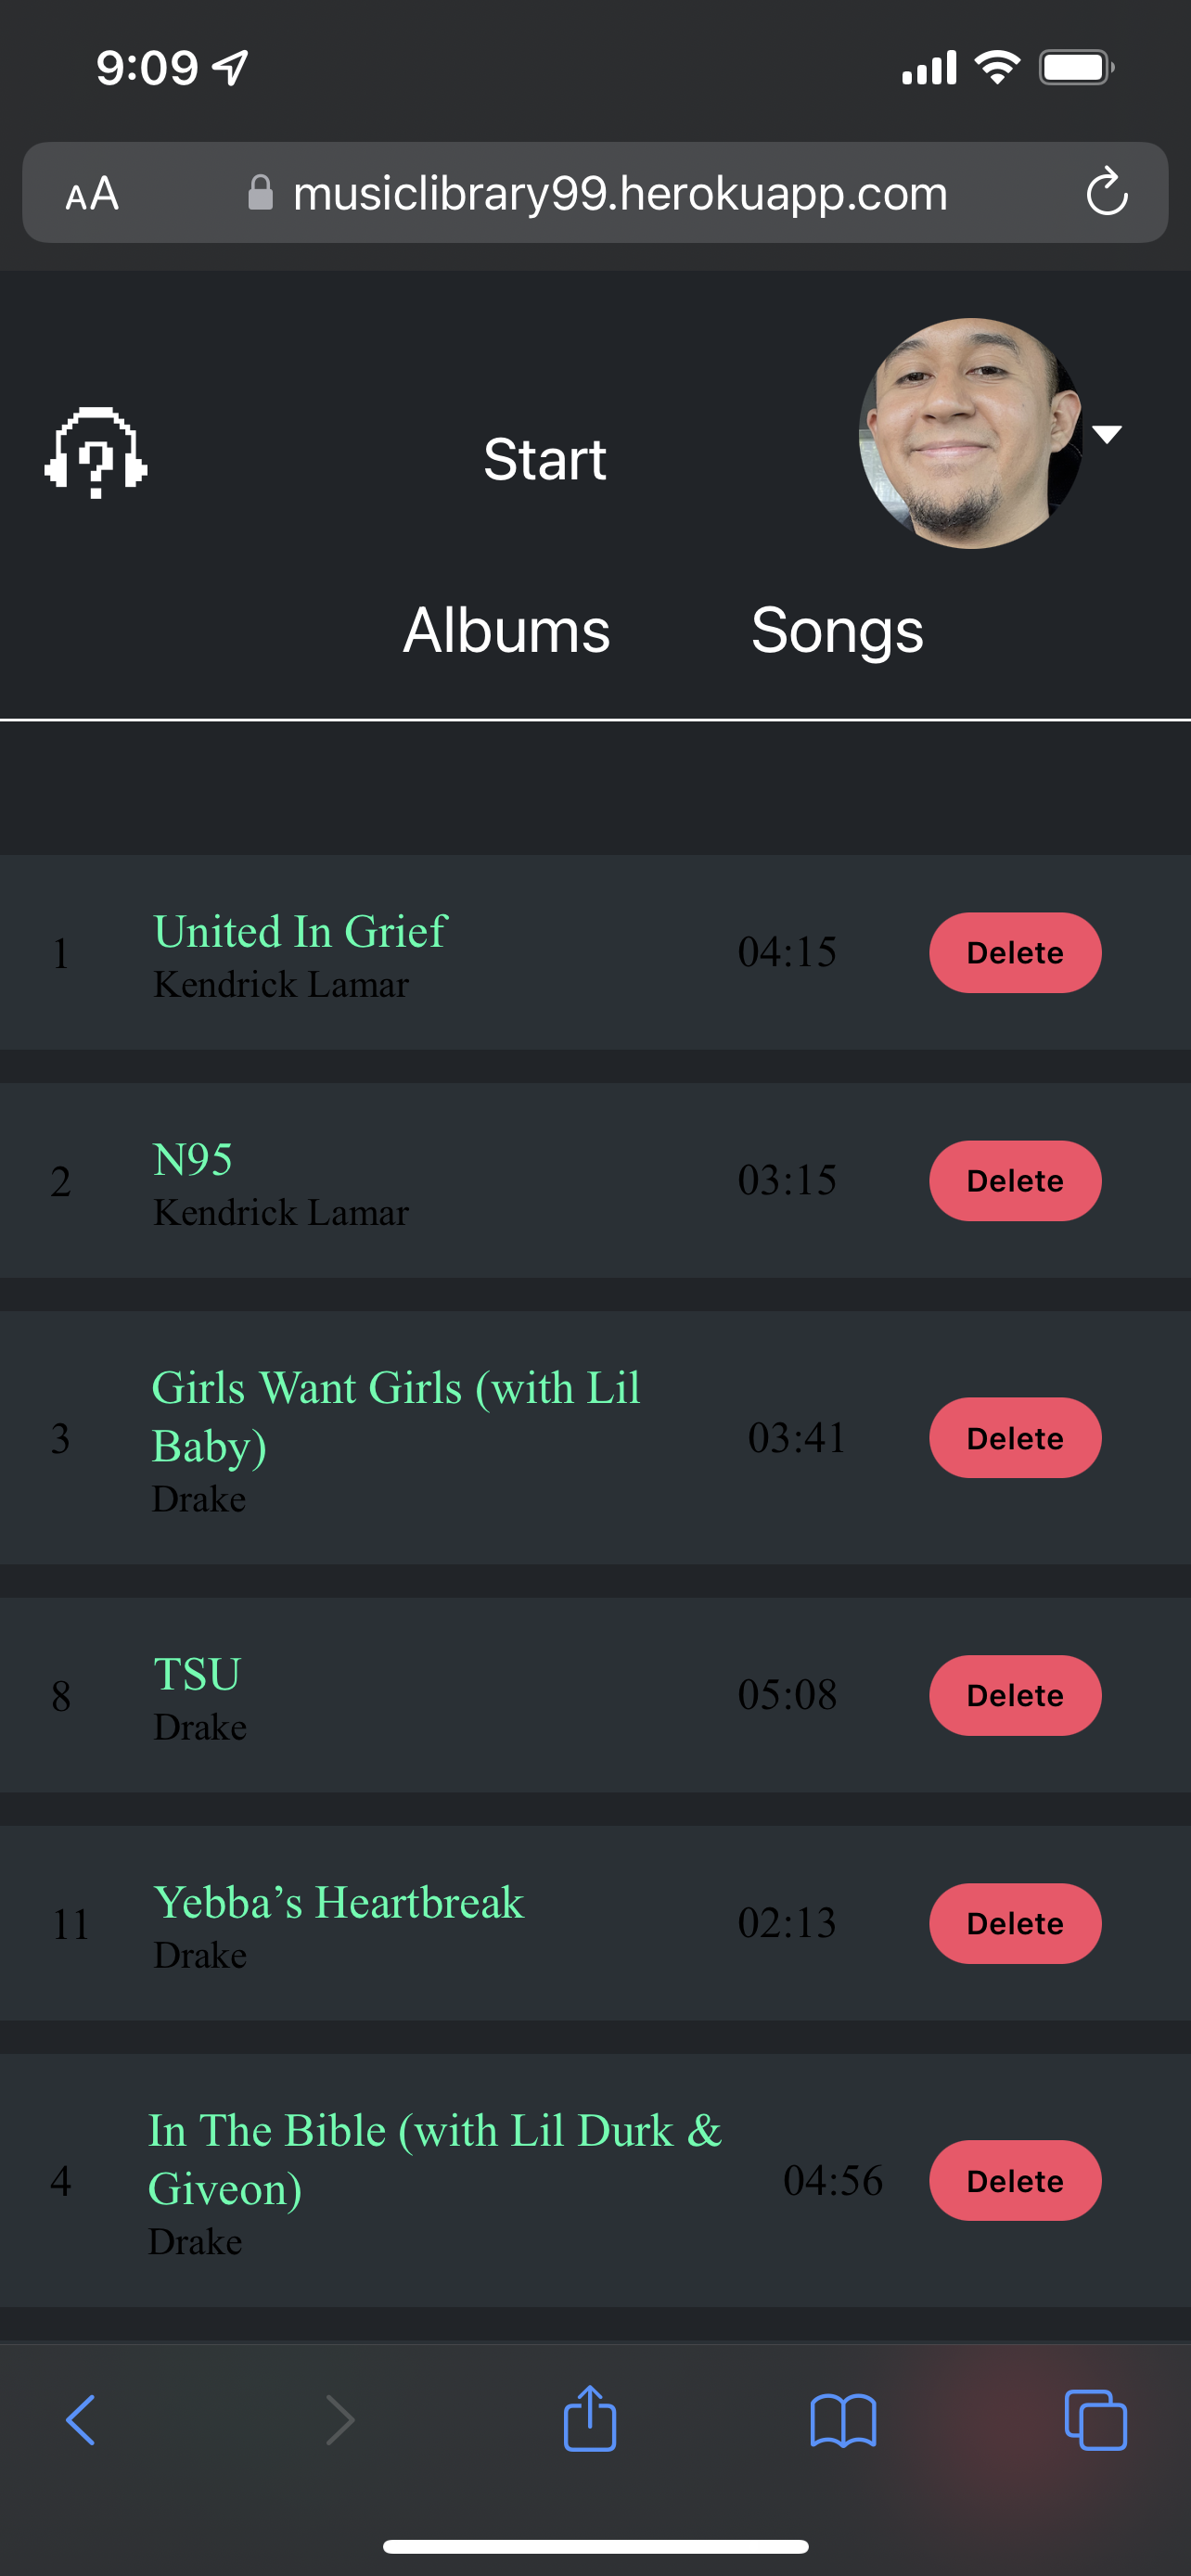 9:09
AA musiclibrary99.herokuapp.com
?
Start
Albums Songs
1 United In Grief 04:15 Delete
Kendrick Lamar
2 N95 03:15 Delete
Kendrick Lamar
Girls Want Girls (with Lil
3 Baby) 03:41 Delete
Drake
8 TSU 05:08 Delete
Drake
11 Yebba’s Heartbreak 02:13 Delete
Drake
In The Bible (with Lil Durk &
4 Giveon) 04:56 Delete
Drake